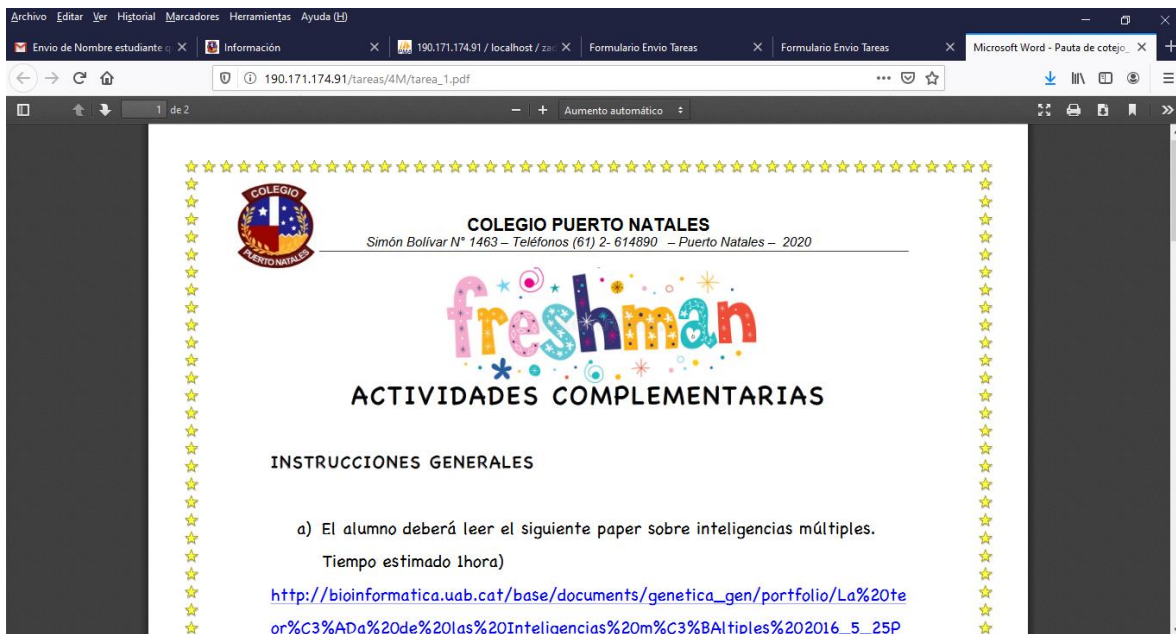 Archivo Editar Ver Historial Marcadores Herramientas Ayuda (H)
Envio de Nombre estudiante q
Información
190.171.174.91 / localhost / zac
Formulario Envio Tareas
Formulario Envio Tareas
Microsoft Word - Pauta de cotejo_
190.171.174.91/tareas/4M/tarea_1.pdf
1 de 2
Aumento automático
COLEGIO
PUERTO NATALES
COLEGIO PUERTO NATALES
Simón Bolívar N° 1463 – Teléfonos (61) 2- 614890 – Puerto Natales – 2020
freshman
ACTIVIDADES COMPLEMENTARIAS
INSTRUCCIONES GENERALES
a) El alumno deberá leer el siguiente paper sobre inteligencias múltiples.
Tiempo estimado 1hora)
http://bioinformatica.uab.cat/base/documents/genetica_gen/portfolio/La%20te
or%C3%ADa%20de%20las%20Inteligencias%20m%C3%BAltiples%202016_5_25P